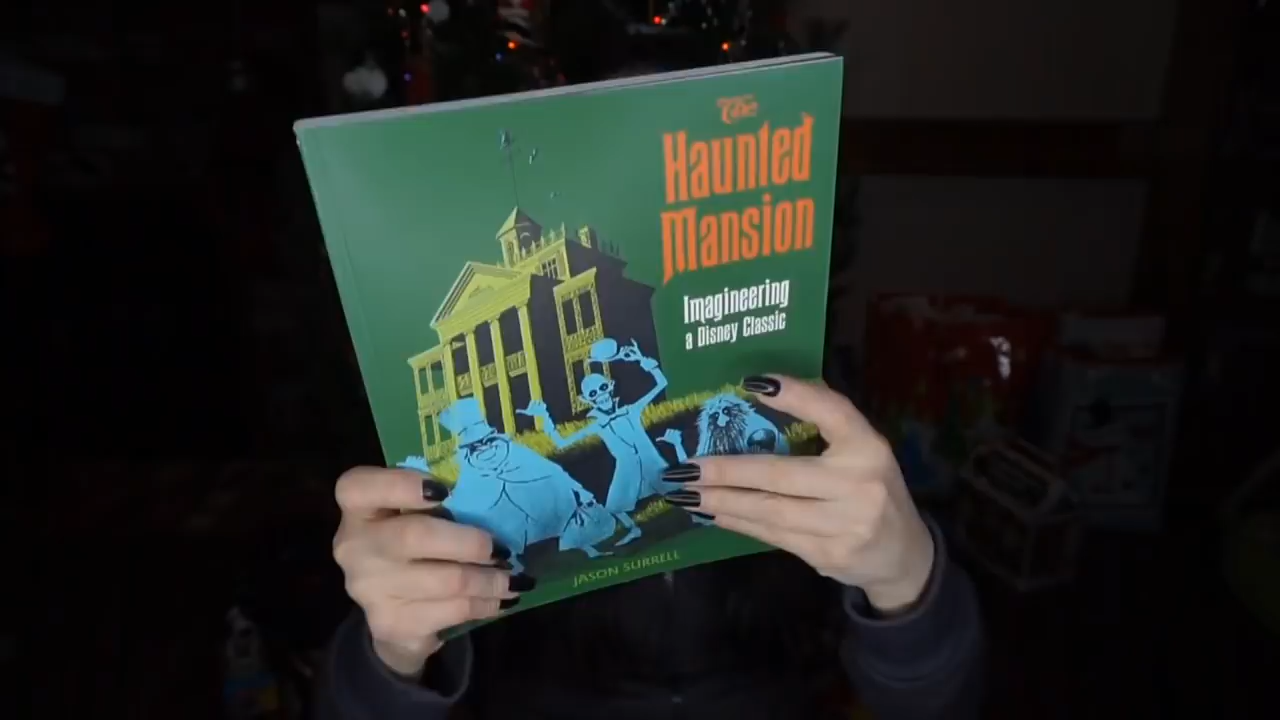 The
Haunted
Mansion
Imagineering
a Disney Classic
JASON SURRELL